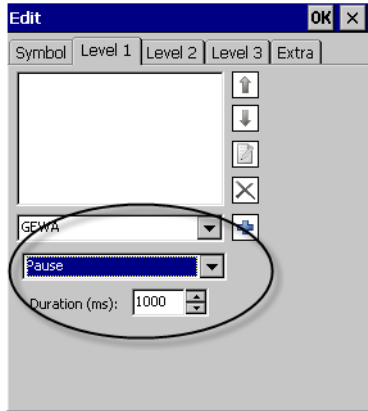 Edit OK
Symbol Level 1 Level 2 Level 3 Extra
GEWA
Pause
Duration (ms): 1000